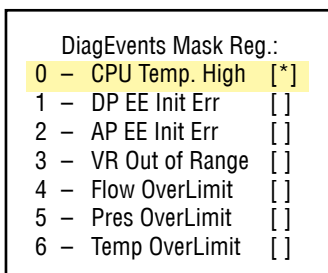 DiagEvents Mask Reg.:
0 – CPU Temp. High [*]
1 – DP EE Init Err [ ]
2 – AP EE Init Err [ ]
3 – VR Out of Range [ ]
4 – Flow OverLimit [ ]
5 – Pres OverLimit [ ]
6 – Temp OverLimit [ ]